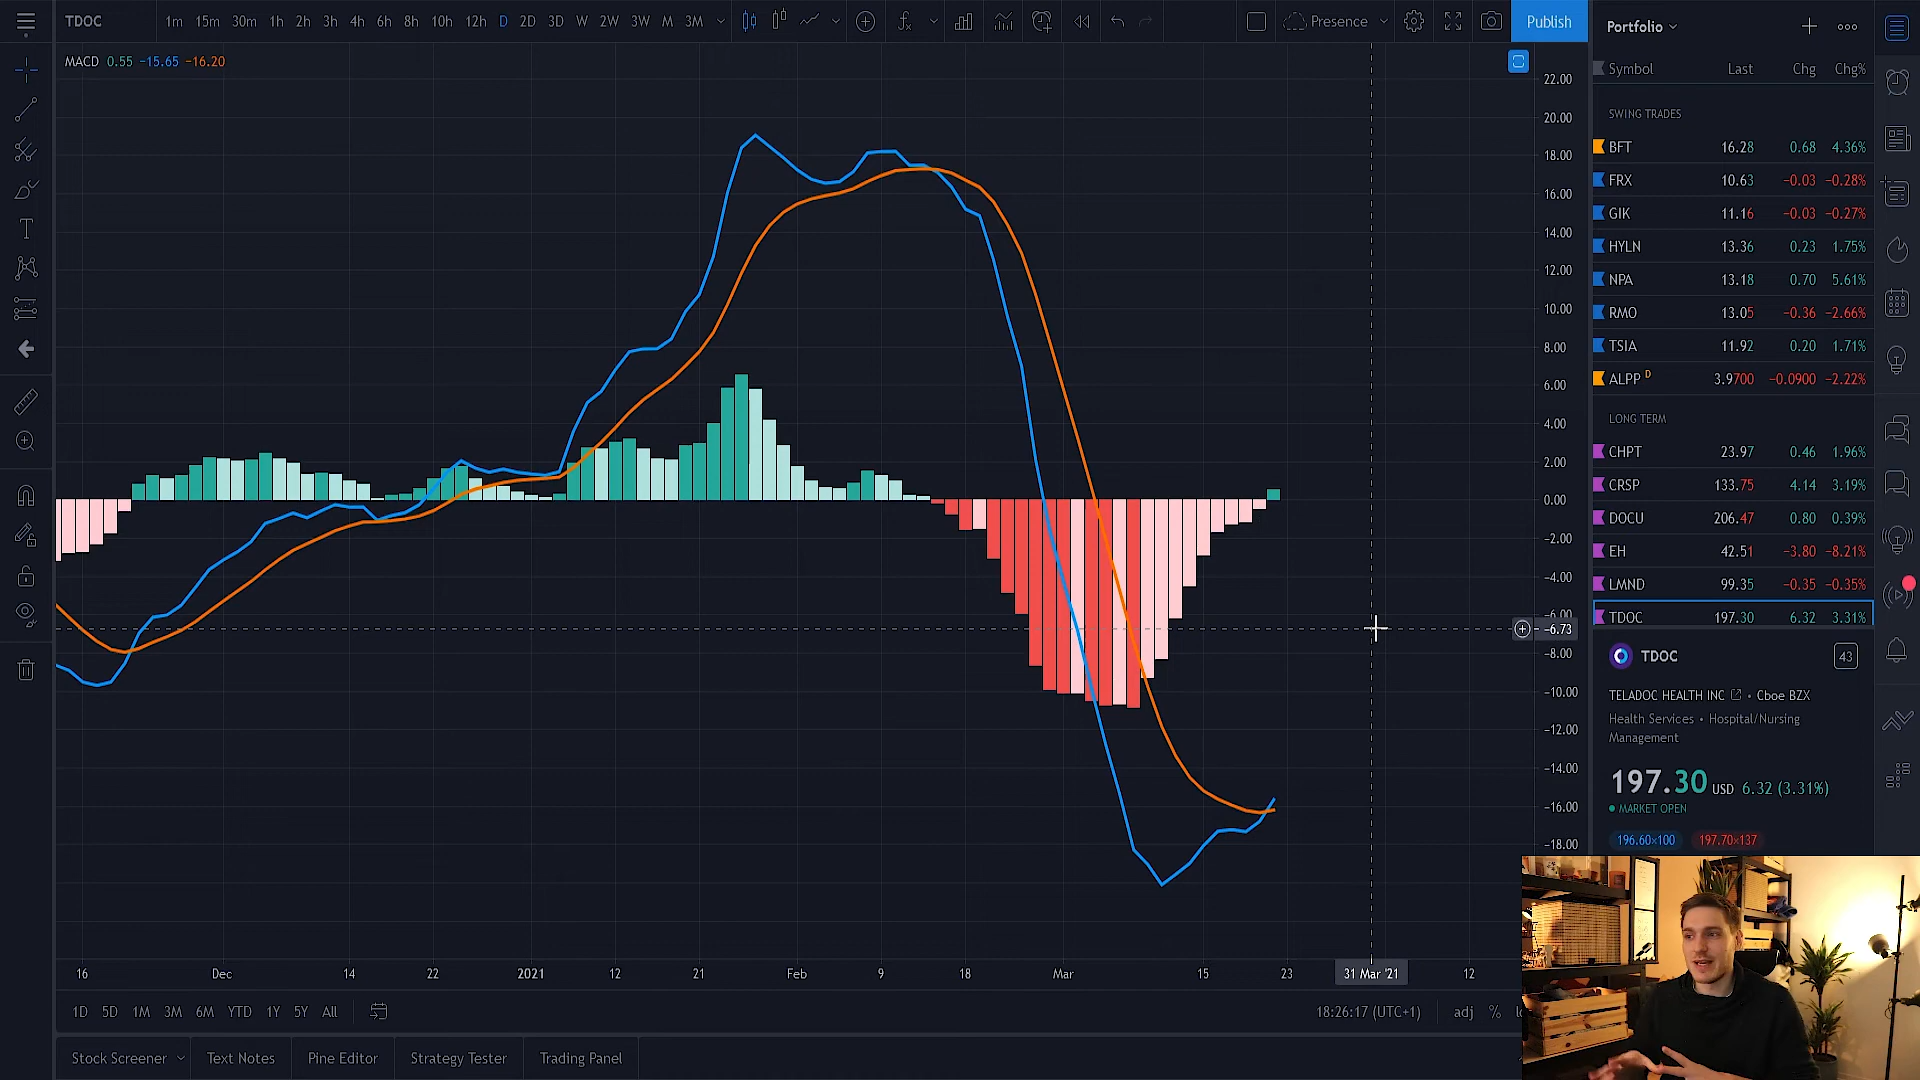 TDOC 1m 15m 30m 1h 2h 3h 4h 6h 8h 10h 12h D 2D 3D W 2W 3W M 3M Presence Publish
MACD 0.55 −15.65 −16.20
22.00
20.00
18.00
16.00
14.00
12.00
10.00
8.00
6.00
4.00
2.00
0.00
−2.00
−4.00
−6.00
−6.73
−8.00
−10.00
−12.00
−14.00
−16.00
−18.00
16 Dec 14 22 2021 12 21 Feb 9 18 Mar 15 23 31 Mar '21 12
1D 5D 1M 3M 6M YTD 1Y 5Y All 18:26:17 (UTC+1) adj %
Stock Screener Text Notes Pine Editor Strategy Tester Trading Panel
Portfolio
Symbol Last Chg Chg%
SWING TRADES
BFT 16.28 0.68 4.36%
FRX 10.63 −0.03 −0.28%
GIK 11.16 −0.03 −0.27%
HYLN 13.36 0.23 1.75%
NPA 13.18 0.70 5.61%
RMO 13.05 −0.36 −2.66%
TSIA 11.92 0.20 1.71%
ALPP D 3.9700 −0.0900 −2.22%
LONG TERM
CHPT 23.97 0.46 1.96%
CRSP 133.75 4.14 3.19%
DOCU 206.47 0.80 0.39%
EH 42.51 −3.80 −8.21%
LMND 99.35 −0.35 −0.35%
TDOC 197.30 6.32 3.31%
TDOC 43
TELADOC HEALTH INC • Cboe BZX
Health Services • Hospital/Nursing
Management
197.30 USD 6.32 (3.31%)
MARKET OPEN
196.60×100 197.70×137